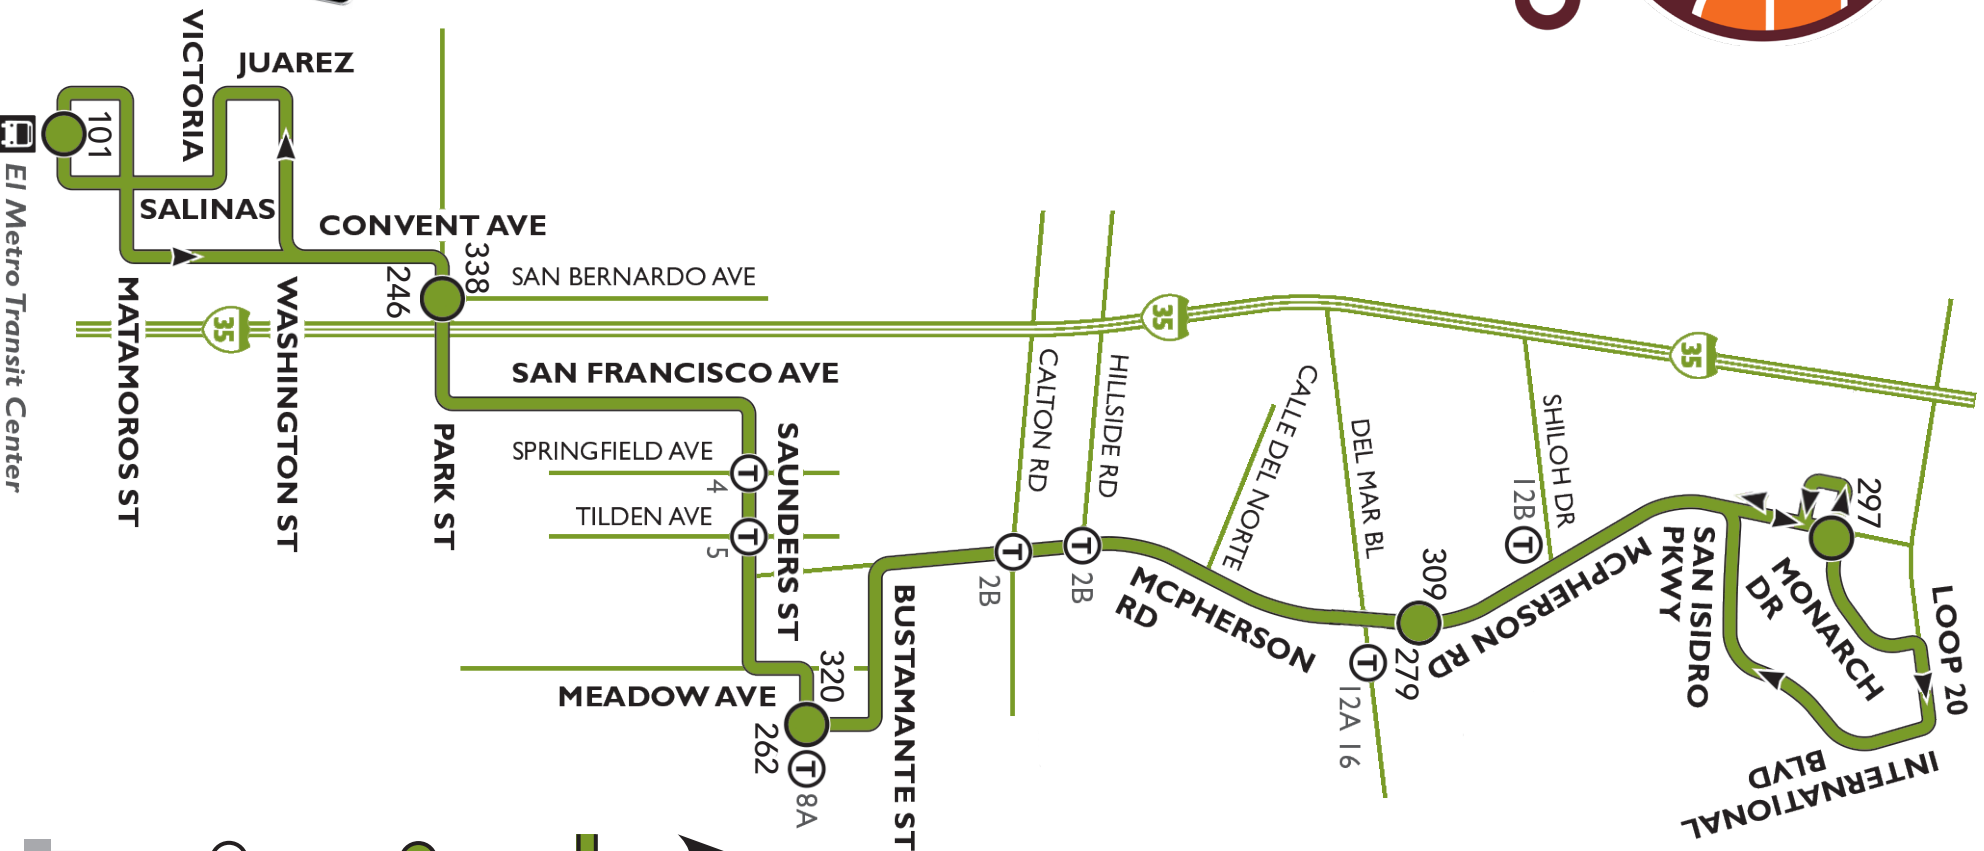 VICTORIA
JUAREZ
101
El Metro Transit Center
SALINAS
CONVENT AVE
338
246
SAN BERNARDO AVE
MATAMOROS ST
35
WASHINGTON ST
SAN FRANCISCO AVE
PARK ST
SPRINGFIELD AVE
T
4
TILDEN AVE
T
5
SAUNDERS ST
MEADOW AVE
320
262
T
8A
BUSTAMANTE ST
35
CALTON RD
HILLSIDE RD
T
2B
T
2B
MCPHERSON
RD
CALLE DEL NORTE
DEL MAR BL
309
279
T
12A 16
SHILOH DR
12B
T
MCPHERSON RD
35
SAN ISIDRO
PKWY
297
MONARCH
DR
LOOP 20
INTERNATIONAL
BLVD